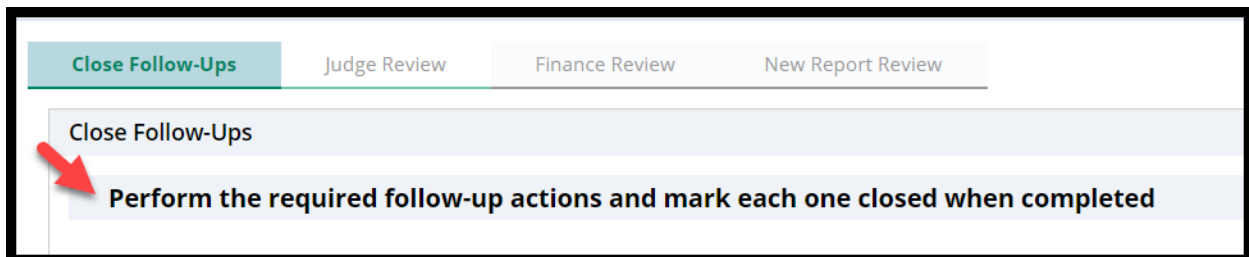 Close Follow-Ups Judge Review Finance Review New Report Review
Close Follow-Ups
Perform the required follow-up actions and mark each one closed when completed